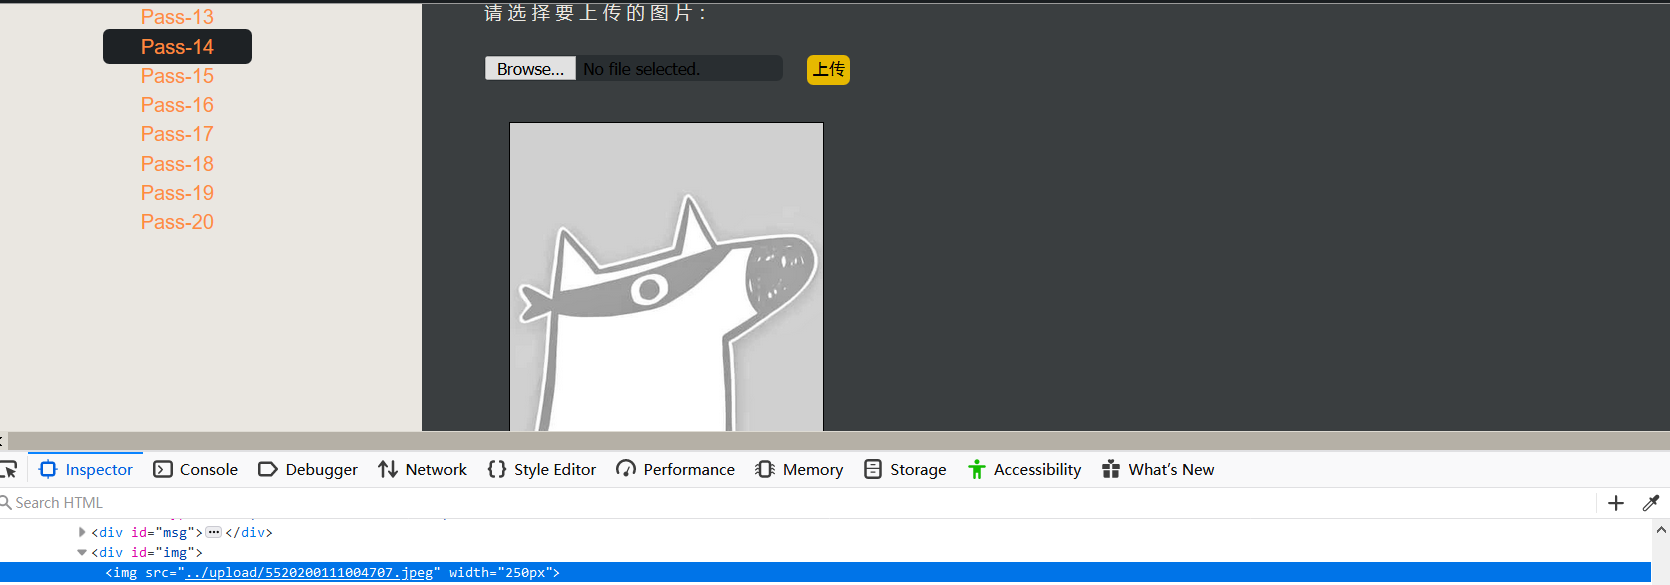 Pass-13
Pass-14
Pass-15
Pass-16
Pass-17
Pass-18
Pass-19
Pass-20
请选择要上传的图片：
Browse... No file selected. 上传
Inspector Console Debugger Network Style Editor Performance Memory Storage Accessibility What's New
Search HTML
<div id="msg">⋯</div>
<div id="img">
<img src="../upload/5520200111004707.jpeg" width="250px">